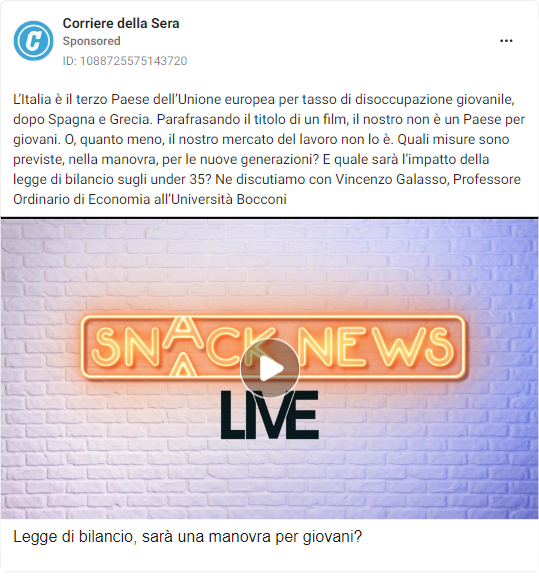 Corriere della Sera
Sponsored
ID: 1088725575143720
L'Italia è il terzo Paese dell'Unione europea per tasso di disoccupazione giovanile,
dopo Spagna e Grecia. Parafrasando il titolo di un film, il nostro non è un Paese per
giovani. O, quanto meno, il nostro mercato del lavoro non lo è. Quali misure sono
previste, nella manovra, per le nuove generazioni? E quale sarà l'impatto della
legge di bilancio sugli under 35? Ne discutiamo con Vincenzo Galasso, Professore
Ordinario di Economia all'Università Bocconi
SNACK NEWS
LIVE
Legge di bilancio, sarà una manovra per giovani?